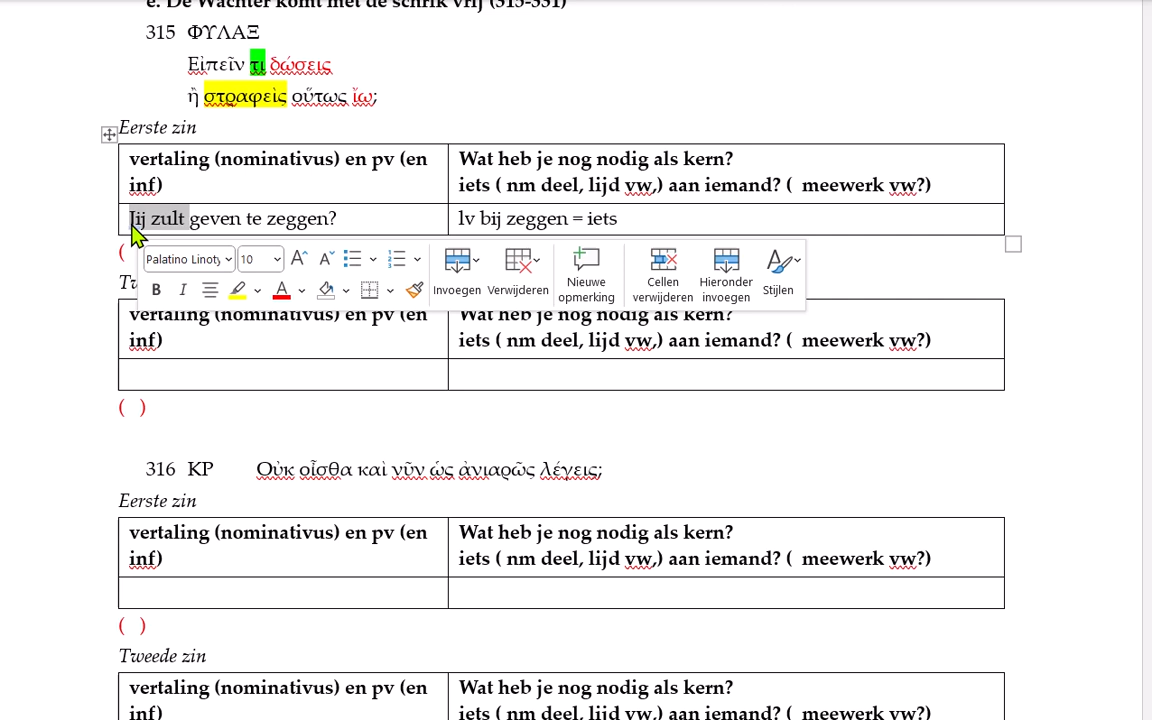 e. De Wachter komt met de schrik vrij (315-331)
315 ΦΥΛΑΞ
Εἰπεῖν τι δώσεις
ἢ στραφεὶς οὕτως ἴω;
Eerste zin
vertaling (nominativus) en pv (en inf)
Wat heb je nog nodig als kern?
iets ( nm deel, lijd vw,) aan iemand? ( meewerk vw?)
Jij zult geven te zeggen?
lv bij zeggen = iets
(
Tw
Palatino Linoty 10
Invoegen Verwijderen
Nieuwe opmerking
Cellen verwijderen
Hieronder invoegen
Stijlen
vertaling (nominativus) en pv (en inf)
Wat heb je nog nodig als kern?
iets ( nm deel, lijd vw,) aan iemand? ( meewerk vw?)
( )
316 ΚΡ Οὐκ οἶσθα καὶ νῦν ὡς ἀνιαρῶς λέγεις;
Eerste zin
vertaling (nominativus) en pv (en inf)
Wat heb je nog nodig als kern?
iets ( nm deel, lijd vw,) aan iemand? ( meewerk vw?)
( )
Tweede zin
vertaling (nominativus) en pv (en inf)
Wat heb je nog nodig als kern?
iets ( nm deel, lijd vw,) aan iemand? ( meewerk vw?)